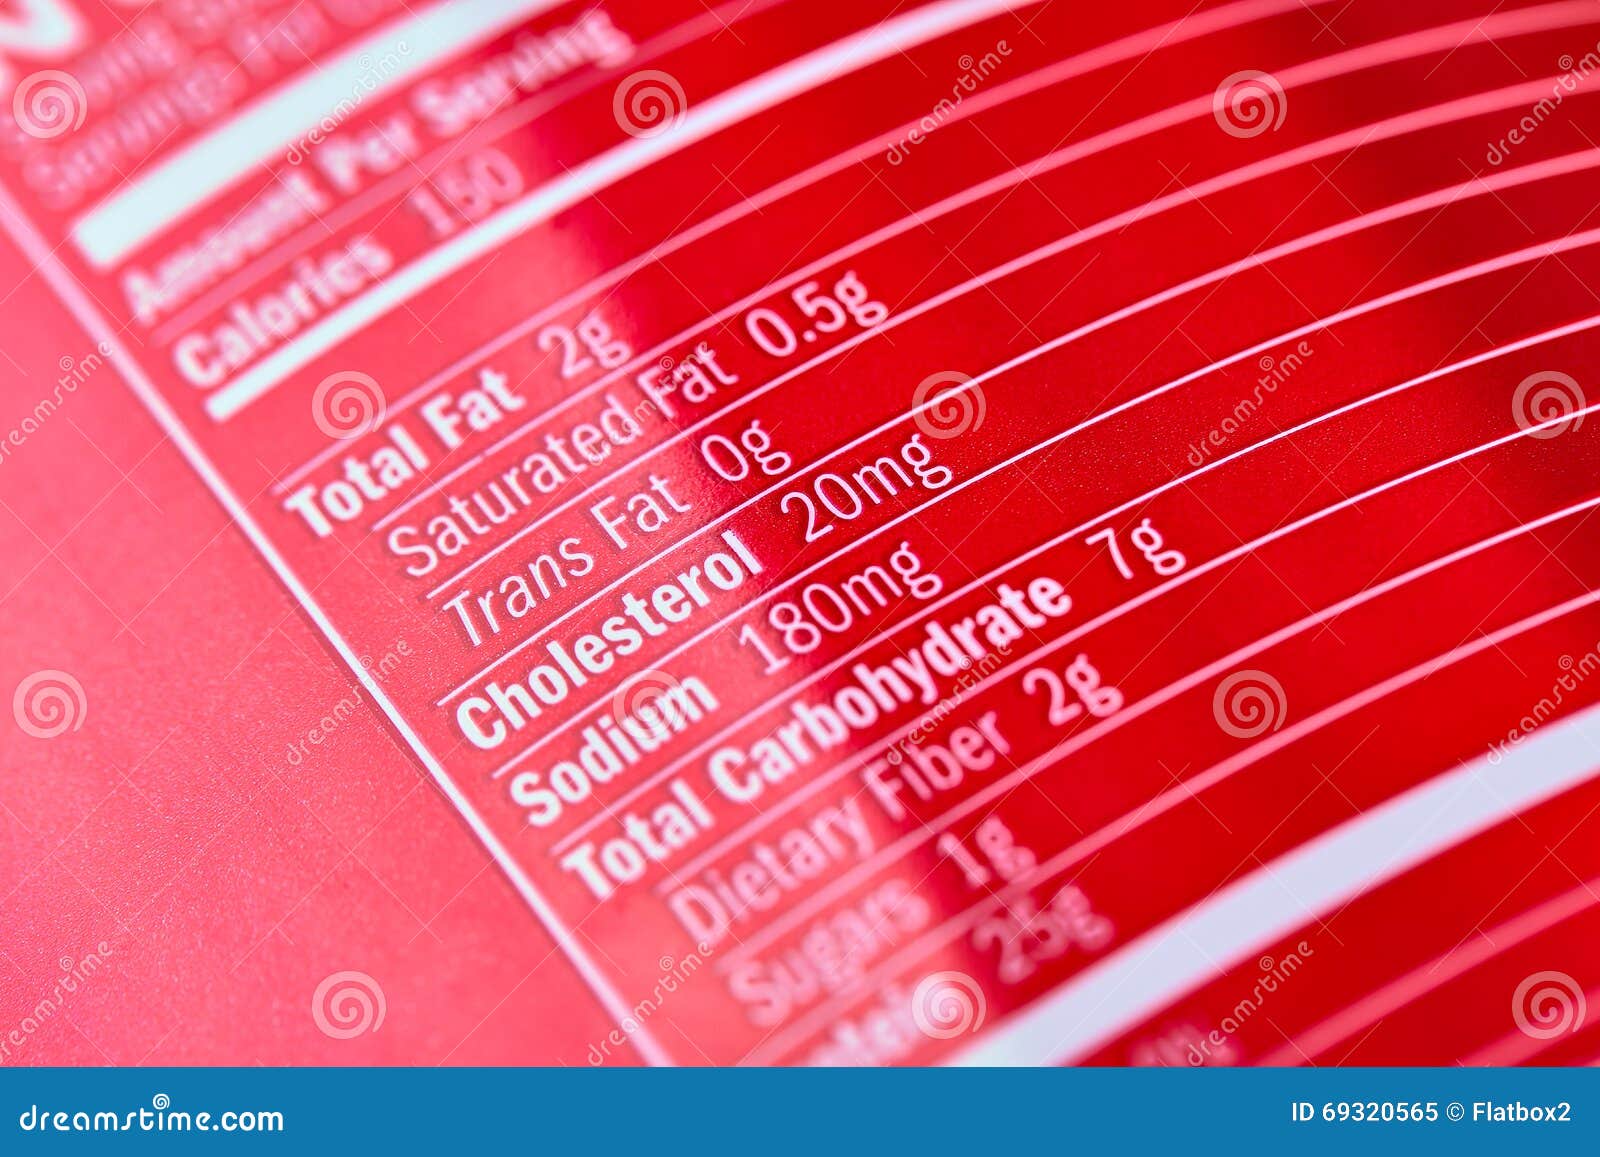 Amount Per Serving
Calories 150
Total Fat 2g
Saturated Fat 0.5g
Trans Fat 0g
Cholesterol 20mg
Sodium 180mg
Total Carbohydrate 7g
Dietary Fiber 2g
Sugars 1g
25g
dreamstime.com
ID 69320565 © Flatbox2